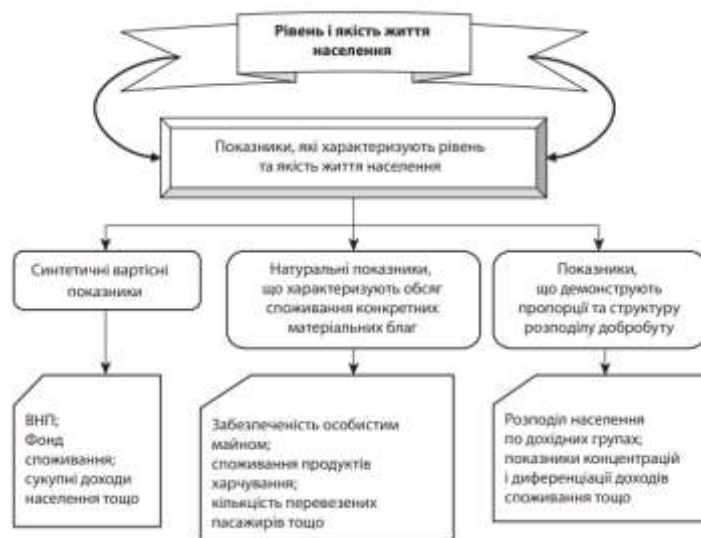 Рівень і якість життя
населення
Показники, які характеризують рівень
та якість життя населення
Синтетичні вартісні
показники
Натуральні показники,
що характеризують обсяг
споживання конкретних
матеріальних благ
Показники,
що демонструють
пропорції та структуру
розподілу добробуту
ВНП;
Фонд
споживання;
сукупні доходи
населення тощо
Забезпеченість особистим
майном;
споживання продуктів
харчування;
кількість перевезених
пасажирів тощо
Розподіл населення
по дохідних групах;
показники концентрацій
і диференціації доходів
споживання тощо